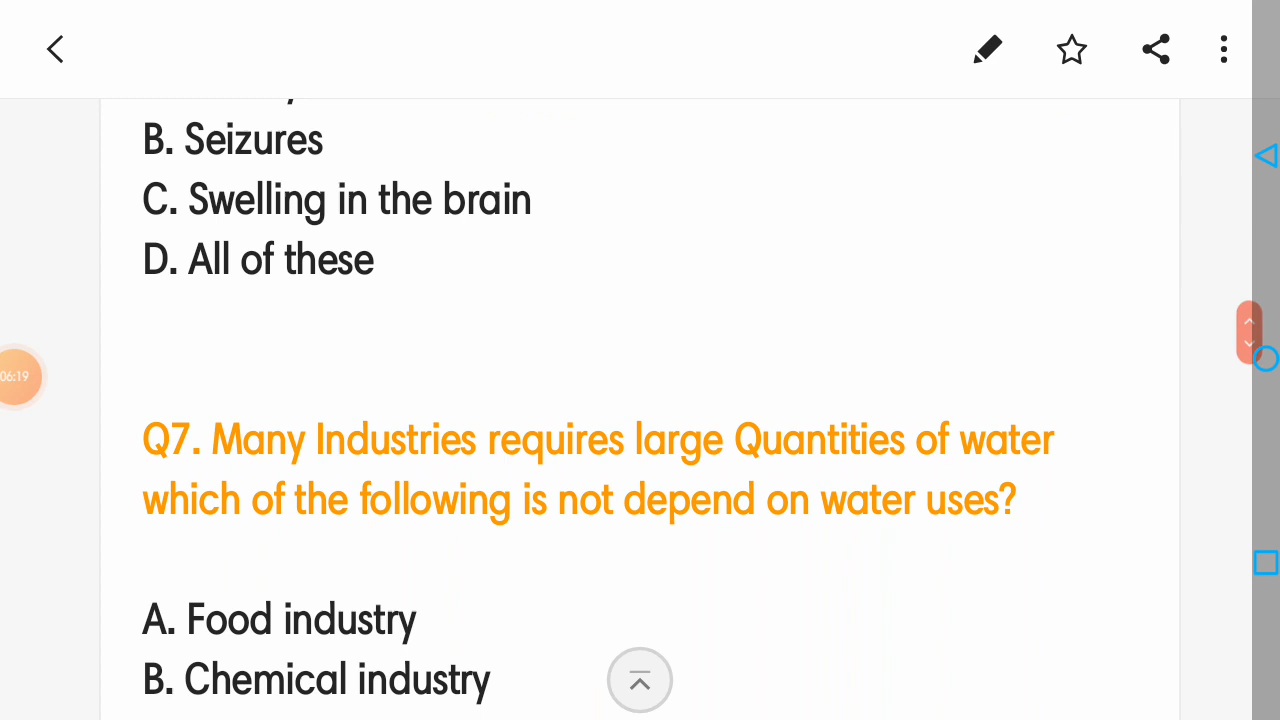 B. Seizures
C. Swelling in the brain
D. All of these
06:19
Q7. Many Industries requires large Quantities of water
which of the following is not depend on water uses?
A. Food industry
B. Chemical industry